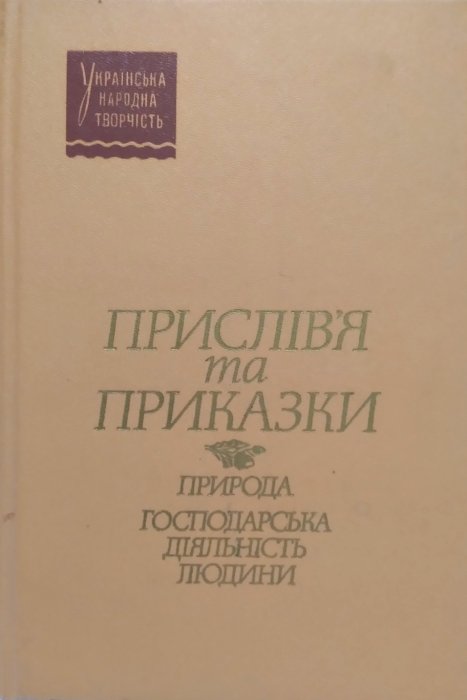 Українська
народна
творчість
ПРИСЛІВ'Я
та
ПРИКАЗКИ
ПРИРОДА
ГОСПОДАРСЬКА
ДІЯЛЬНІСТЬ
ЛЮДИНИ